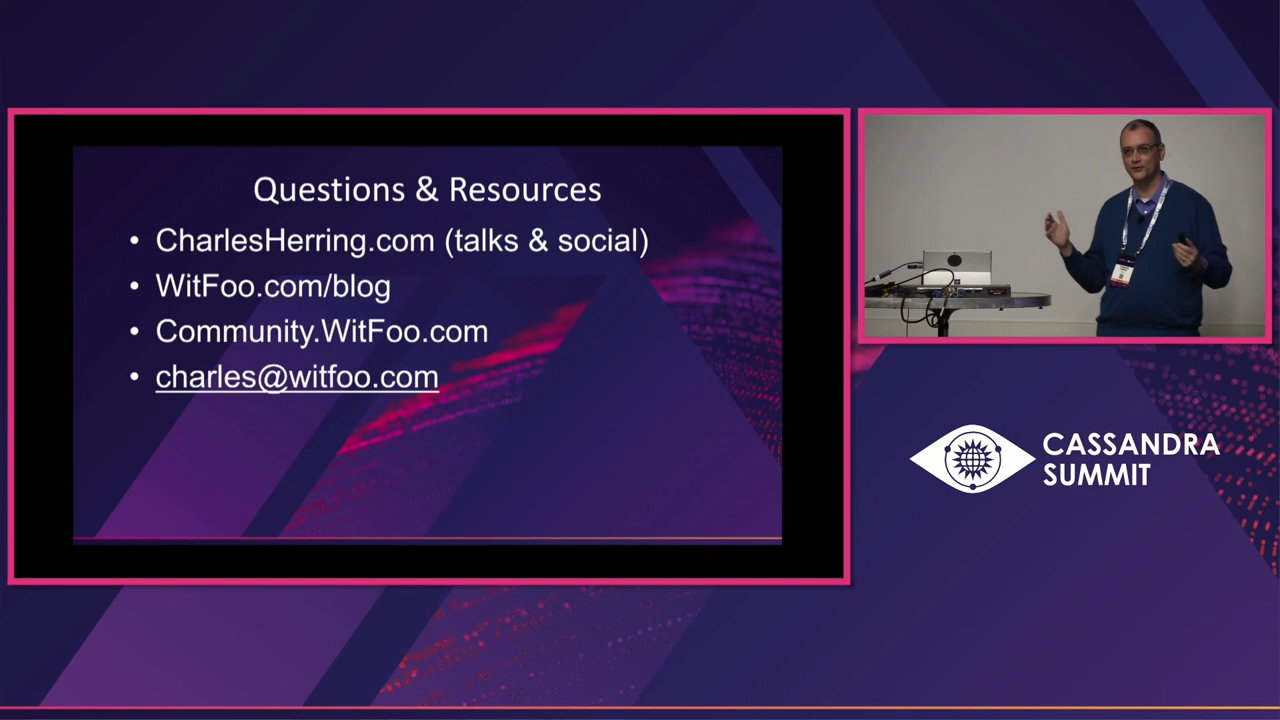 Questions & Resources
• CharlesHerring.com (talks & social)
• WitFoo.com/blog
• Community.WitFoo.com
• charles@witfoo.com
CASSANDRA
SUMMIT